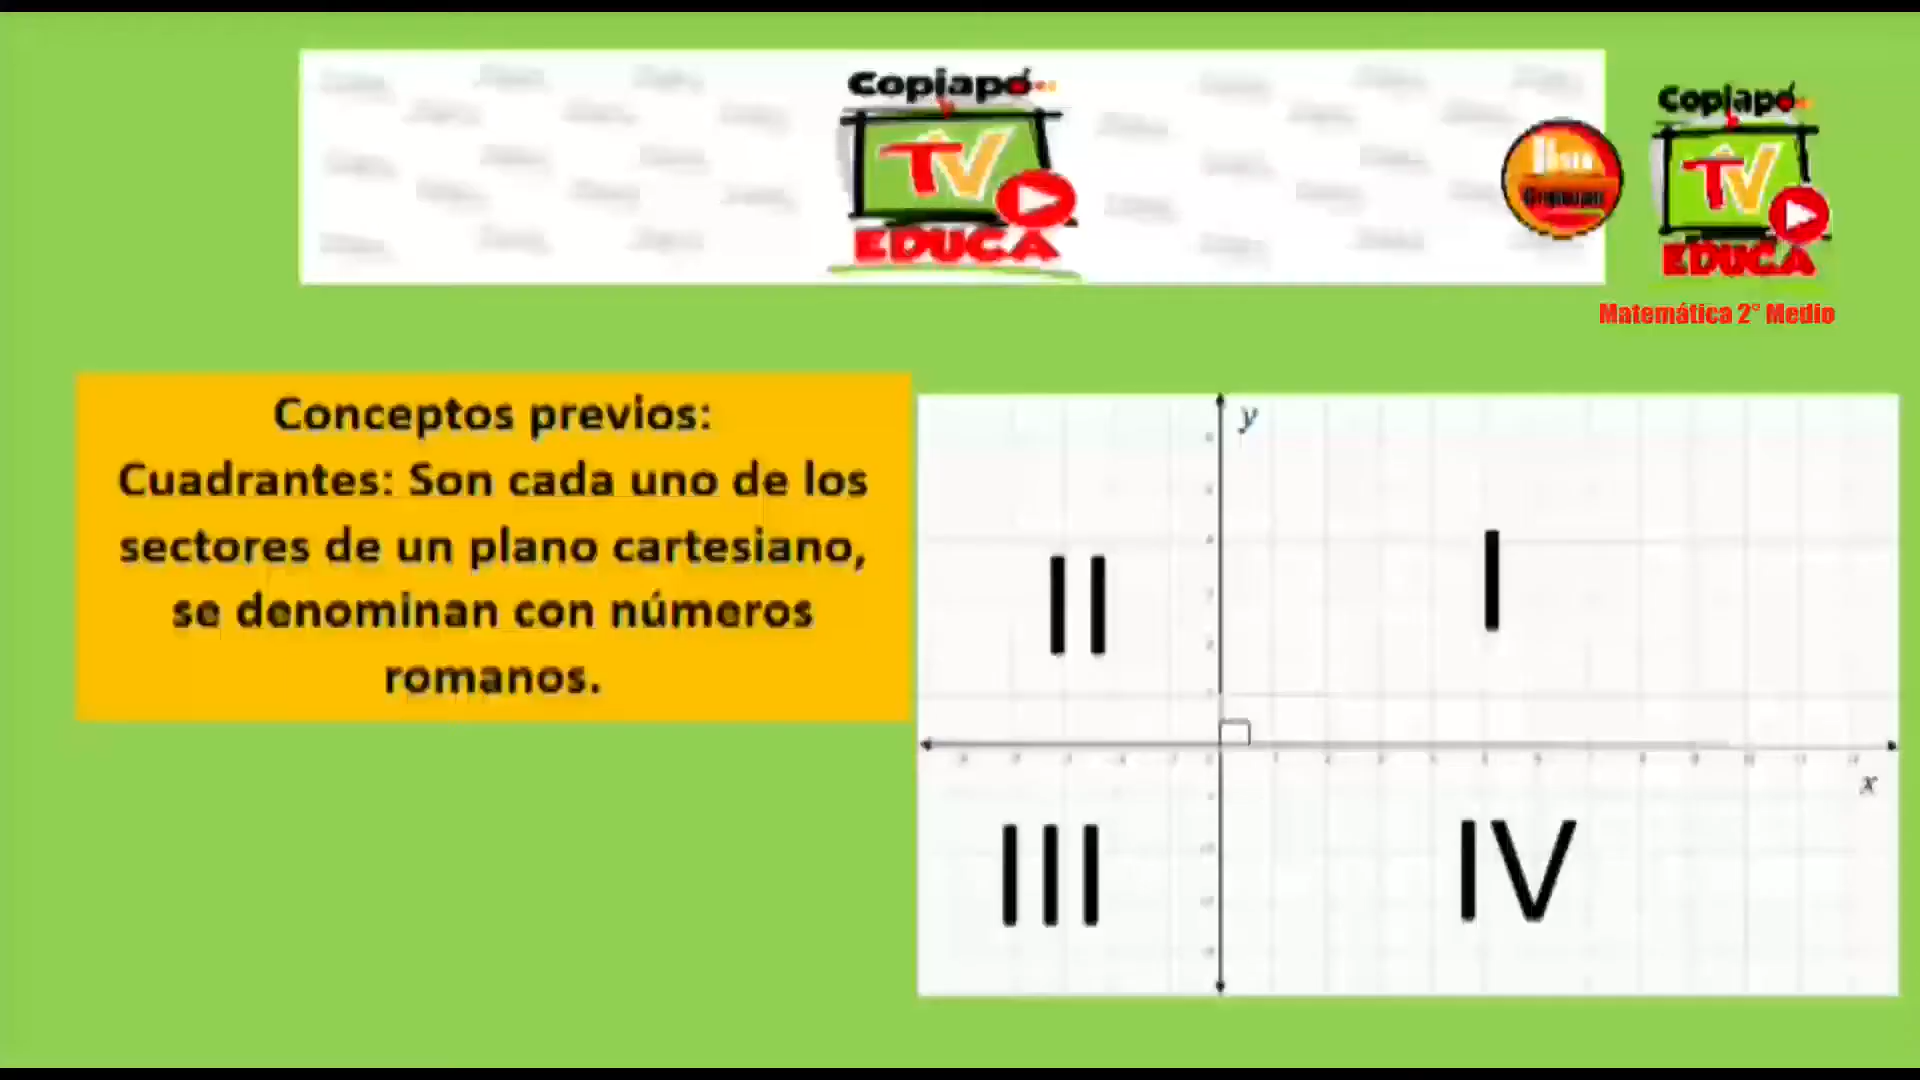 Copiapó
TV
EDUCA
Copiapó
TV
EDUCA
Matemática 2° Medio
Conceptos previos:
Cuadrantes: Son cada uno de los
sectores de un plano cartesiano,
se denominan con números
romanos.
y
II
I
x
III
IV